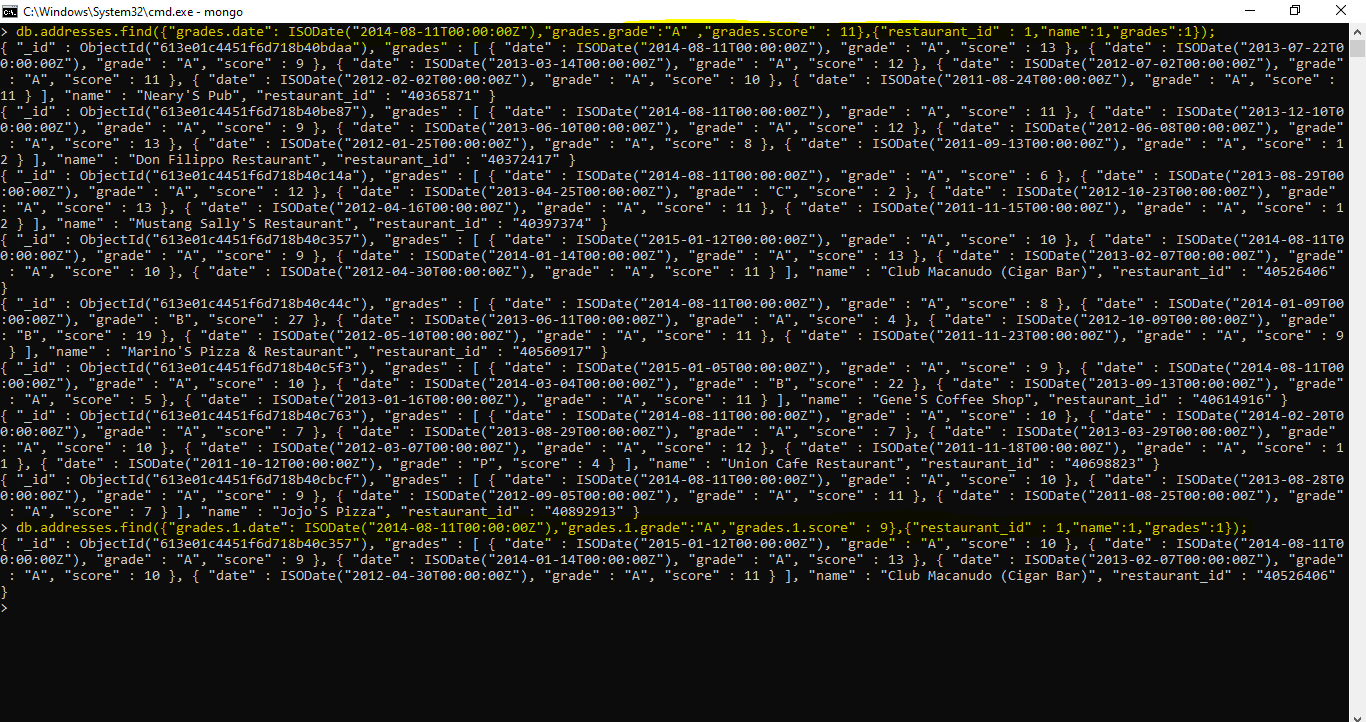 C:\Windows\System32\cmd.exe - mongo
> db.addresses.find({"grades.date": ISODate("2014-08-11T00:00:00Z"),"grades.grade":"A" ,"grades.score" : 11},{"restaurant_id" : 1,"name":1,"grades":1});
{ "_id" : ObjectId("613e01c4451f6d718b40bdaa"), "grades" : [ { "date" : ISODate("2014-08-11T00:00:00Z"), "grade" : "A", "score" : 13 }, { "date" : ISODate("2013-07-22T0
0:00:00Z"), "grade" : "A", "score" : 9 }, { "date" : ISODate("2013-03-14T00:00:00Z"), "grade" : "A", "score" : 12 }, { "date" : ISODate("2012-07-02T00:00:00Z"), "grade"
 : "A", "score" : 11 }, { "date" : ISODate("2012-02-02T00:00:00Z"), "grade" : "A", "score" : 10 }, { "date" : ISODate("2011-08-24T00:00:00Z"), "grade" : "A", "score" :
11 } ], "name" : "Neary'S Pub", "restaurant_id" : "40365871" }
{ "_id" : ObjectId("613e01c4451f6d718b40be87"), "grades" : [ { "date" : ISODate("2014-08-11T00:00:00Z"), "grade" : "A", "score" : 11 }, { "date" : ISODate("2013-12-10T0
0:00:00Z"), "grade" : "A", "score" : 9 }, { "date" : ISODate("2013-06-10T00:00:00Z"), "grade" : "A", "score" : 12 }, { "date" : ISODate("2012-06-08T00:00:00Z"), "grade"
 : "A", "score" : 13 }, { "date" : ISODate("2012-01-25T00:00:00Z"), "grade" : "A", "score" : 8 }, { "date" : ISODate("2011-09-13T00:00:00Z"), "grade" : "A", "score" : 1
2 } ], "name" : "Don Filippo Restaurant", "restaurant_id" : "40372417" }
{ "_id" : ObjectId("613e01c4451f6d718b40c14a"), "grades" : [ { "date" : ISODate("2014-08-11T00:00:00Z"), "grade" : "A", "score" : 6 }, { "date" : ISODate("2013-08-29T00
:00:00Z"), "grade" : "A", "score" : 12 }, { "date" : ISODate("2013-04-25T00:00:00Z"), "grade" : "C", "score" : 2 }, { "date" : ISODate("2012-10-23T00:00:00Z"), "grade"
: "A", "score" : 13 }, { "date" : ISODate("2012-04-16T00:00:00Z"), "grade" : "A", "score" : 11 }, { "date" : ISODate("2011-11-15T00:00:00Z"), "grade" : "A", "score" : 1
2 } ], "name" : "Mustang Sally'S Restaurant", "restaurant_id" : "40397374" }
{ "_id" : ObjectId("613e01c4451f6d718b40c357"), "grades" : [ { "date" : ISODate("2015-01-12T00:00:00Z"), "grade" : "A", "score" : 10 }, { "date" : ISODate("2014-08-11T0
0:00:00Z"), "grade" : "A", "score" : 9 }, { "date" : ISODate("2014-01-14T00:00:00Z"), "grade" : "A", "score" : 13 }, { "date" : ISODate("2013-02-07T00:00:00Z"), "grade"
 : "A", "score" : 10 }, { "date" : ISODate("2012-04-30T00:00:00Z"), "grade" : "A", "score" : 11 } ], "name" : "Club Macanudo (Cigar Bar)", "restaurant_id" : "40526406"
}
{ "_id" : ObjectId("613e01c4451f6d718b40c44c"), "grades" : [ { "date" : ISODate("2014-08-11T00:00:00Z"), "grade" : "A", "score" : 8 }, { "date" : ISODate("2014-01-09T00
:00:00Z"), "grade" : "B", "score" : 27 }, { "date" : ISODate("2013-06-11T00:00:00Z"), "grade" : "A", "score" : 4 }, { "date" : ISODate("2012-10-09T00:00:00Z"), "grade"
: "B", "score" : 19 }, { "date" : ISODate("2012-05-10T00:00:00Z"), "grade" : "A", "score" : 11 }, { "date" : ISODate("2011-11-23T00:00:00Z"), "grade" : "A", "score" : 9
 } ], "name" : "Marino'S Pizza & Restaurant", "restaurant_id" : "40560917" }
{ "_id" : ObjectId("613e01c4451f6d718b40c5f3"), "grades" : [ { "date" : ISODate("2015-01-05T00:00:00Z"), "grade" : "A", "score" : 9 }, { "date" : ISODate("2014-08-11T00
:00:00Z"), "grade" : "A", "score" : 10 }, { "date" : ISODate("2014-03-04T00:00:00Z"), "grade" : "B", "score" : 22 }, { "date" : ISODate("2013-09-13T00:00:00Z"), "grade"
 : "A", "score" : 5 }, { "date" : ISODate("2013-01-16T00:00:00Z"), "grade" : "A", "score" : 11 } ], "name" : "Gene'S Coffee Shop", "restaurant_id" : "40614916" }
{ "_id" : ObjectId("613e01c4451f6d718b40c763"), "grades" : [ { "date" : ISODate("2014-08-11T00:00:00Z"), "grade" : "A", "score" : 10 }, { "date" : ISODate("2014-02-20T0
0:00:00Z"), "grade" : "A", "score" : 7 }, { "date" : ISODate("2013-08-29T00:00:00Z"), "grade" : "A", "score" : 7 }, { "date" : ISODate("2013-03-29T00:00:00Z"), "grade" :
"A", "score" : 10 }, { "date" : ISODate("2012-03-07T00:00:00Z"), "grade" : "A", "score" : 12 }, { "date" : ISODate("2011-11-18T00:00:00Z"), "grade" : "A", "score" : 1
1 }, { "date" : ISODate("2011-10-12T00:00:00Z"), "grade" : "P", "score" : 4 } ], "name" : "Union Cafe Restaurant", "restaurant_id" : "40698823" }
{ "_id" : ObjectId("613e01c4451f6d718b40cbcf"), "grades" : [ { "date" : ISODate("2014-08-11T00:00:00Z"), "grade" : "A", "score" : 10 }, { "date" : ISODate("2013-08-28T0
0:00:00Z"), "grade" : "A", "score" : 9 }, { "date" : ISODate("2012-09-05T00:00:00Z"), "grade" : "A", "score" : 11 }, { "date" : ISODate("2011-08-25T00:00:00Z"), "grade"
 : "A", "score" : 7 } ], "name" : "Jojo'S Pizza", "restaurant_id" : "40892913" }
> db.addresses.find({"grades.1.date": ISODate("2014-08-11T00:00:00Z"),"grades.1.grade":"A","grades.1.score" : 9},{"restaurant_id" : 1,"name":1,"grades":1});
{ "_id" : ObjectId("613e01c4451f6d718b40c357"), "grades" : [ { "date" : ISODate("2015-01-12T00:00:00Z"), "grade" : "A", "score" : 10 }, { "date" : ISODate("2014-08-11T0
0:00:00Z"), "grade" : "A", "score" : 9 }, { "date" : ISODate("2014-01-14T00:00:00Z"), "grade" : "A", "score" : 13 }, { "date" : ISODate("2013-02-07T00:00:00Z"), "grade"
 : "A", "score" : 10 }, { "date" : ISODate("2012-04-30T00:00:00Z"), "grade" : "A", "score" : 11 } ], "name" : "Club Macanudo (Cigar Bar)", "restaurant_id" : "40526406"
}
>